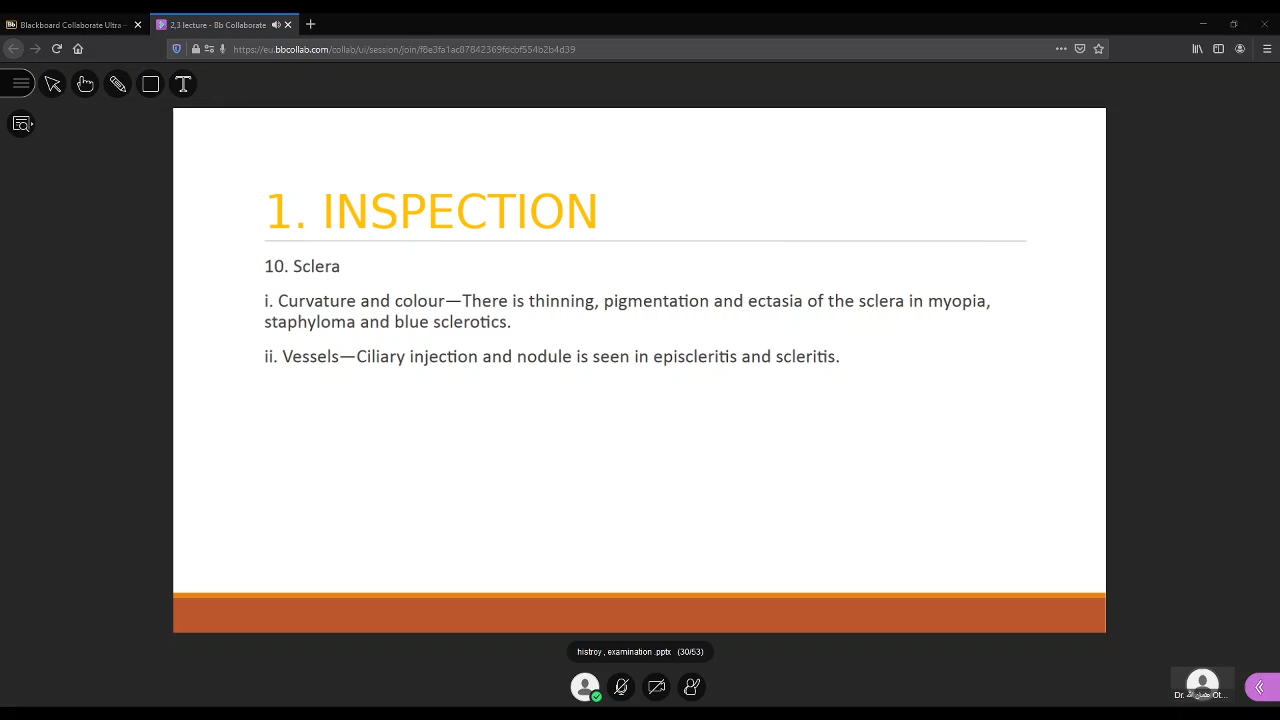 Blackboard Collaborate Ultra –
2,3 lecture - Bb Collaborate
https://eu.bbcollab.com/collab/ui/session/join/f8e3fa1ac87842369fdcbf554b2b4d39
1. INSPECTION
10. Sclera
i. Curvature and colour—There is thinning, pigmentation and ectasia of the sclera in myopia,
staphyloma and blue sclerotics.
ii. Vessels—Ciliary injection and nodule is seen in episcleritis and scleritis.
histroy , examination .pptx (30/53)
Dr.